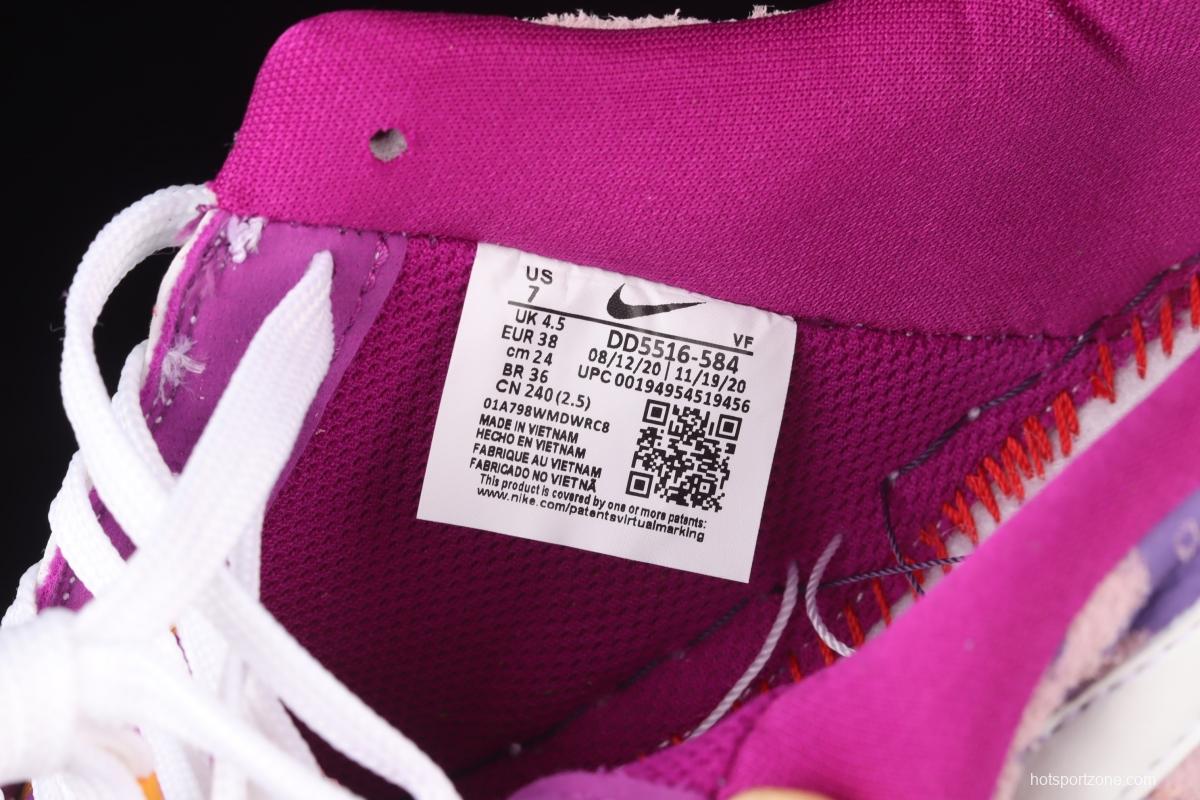 US
7
UK 4.5
EUR 38
cm 24
BR 36
CN 240 (2.5)
VF
DD5516-584
08/12/20 | 11/19/20
UPC 00194954519456
01A798WMDWRC8
MADE IN VIETNAM
HECHO EN VIETNAM
FABRIQUE AU VIETNAM
FABRICADO NO VIETNÃ
This product is covered by one or more patents:
www.nike.com/patentsvirtualmarking
hotsportzone.com